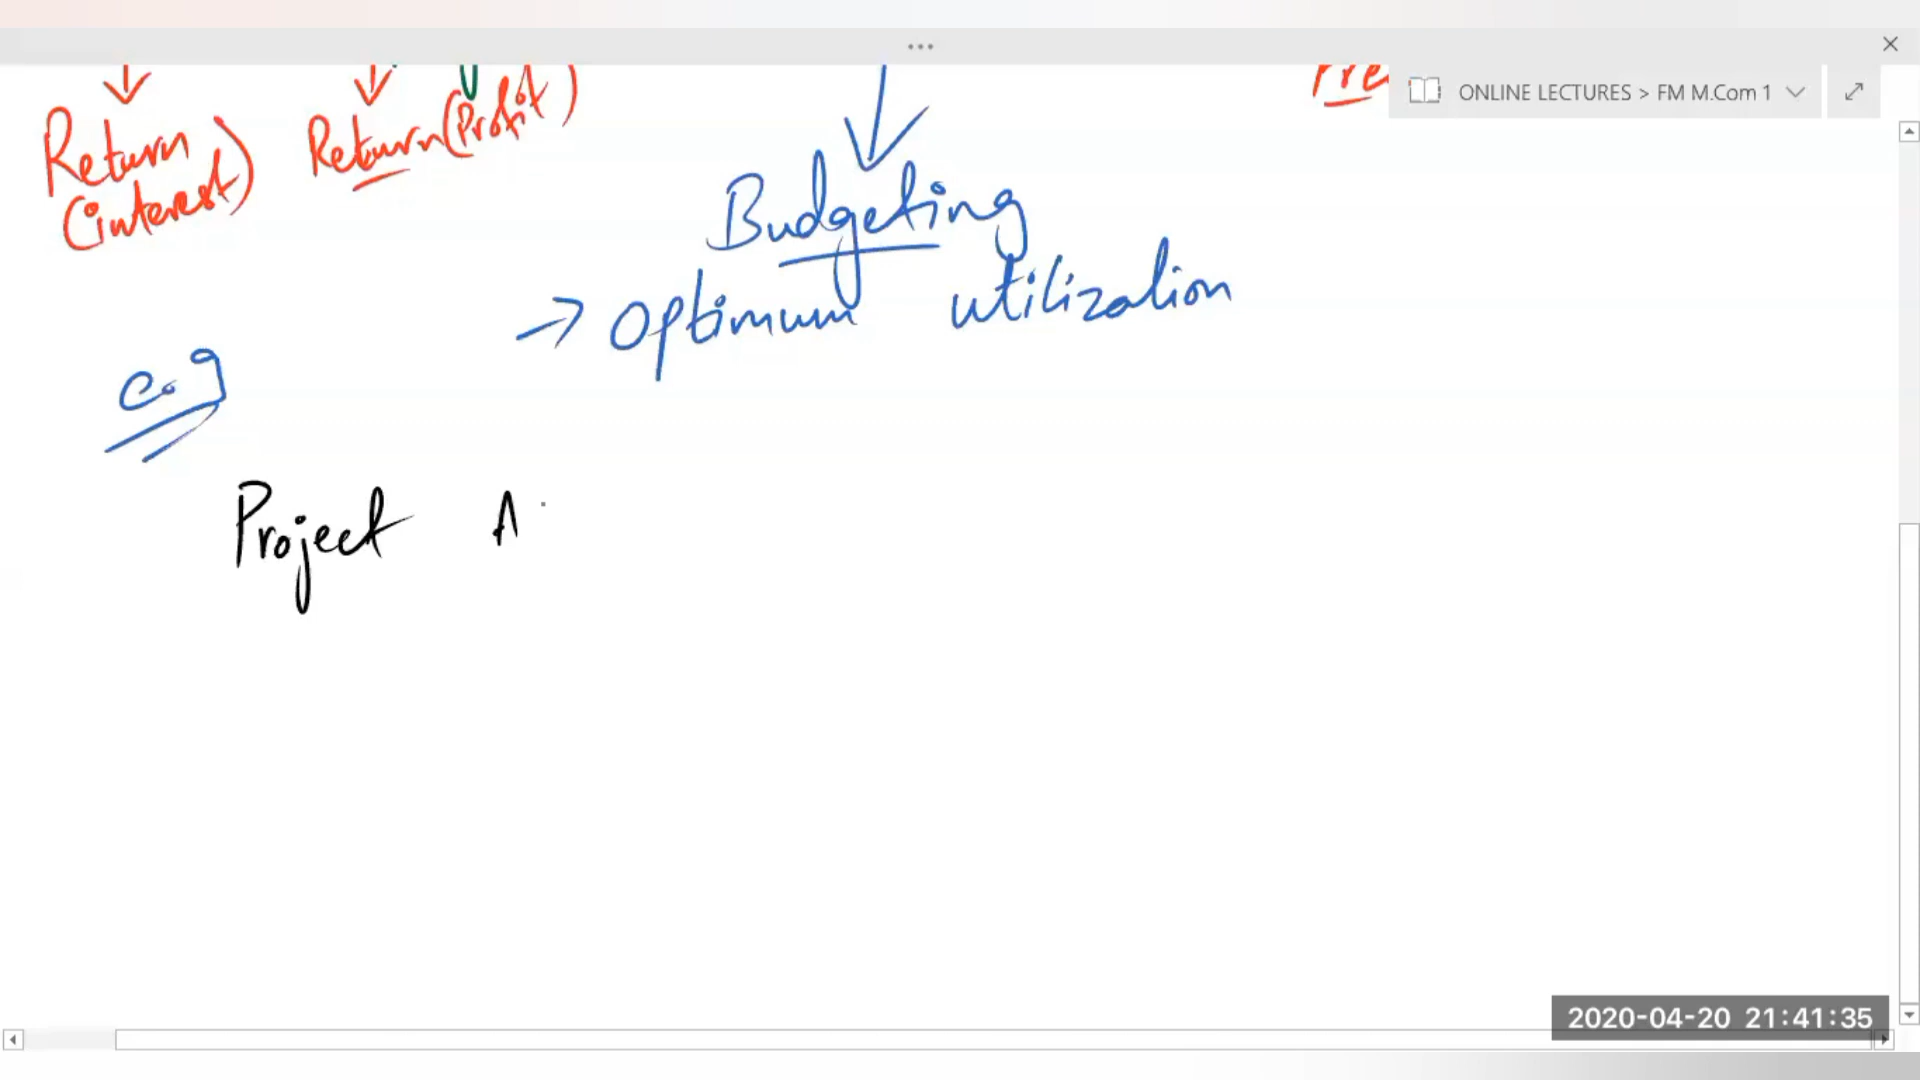 ...
ONLINE LECTURES > FM M.Com 1
Pre
Return
(interest)
Return (Profit)
Budgeting
→ Optimum utilization
e.g
Project A
2020-04-20 21:41:35